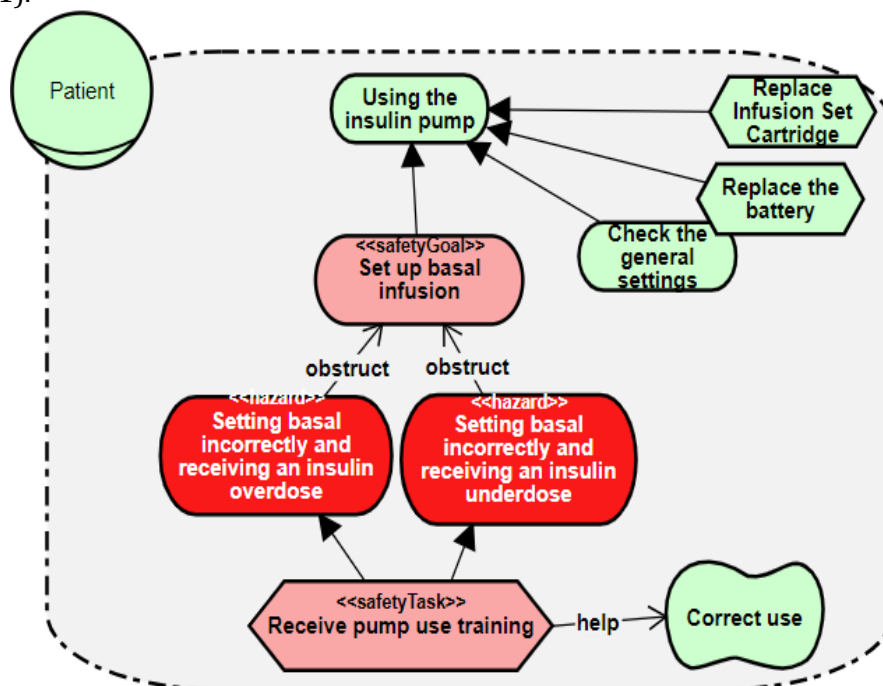 1).
Patient
Using the
insulin pump
Replace
Infusion Set
Cartridge
Replace the
battery
Check the
general
settings
<<safetyGoal>>
Set up basal
infusion
obstruct
obstruct
<<hazard>>
Setting basal
incorrectly and
receiving an insulin
overdose
<<hazard>>
Setting basal
incorrectly and
receiving an insulin
underdose
<<safetyTask>>
Receive pump use training
help
Correct use